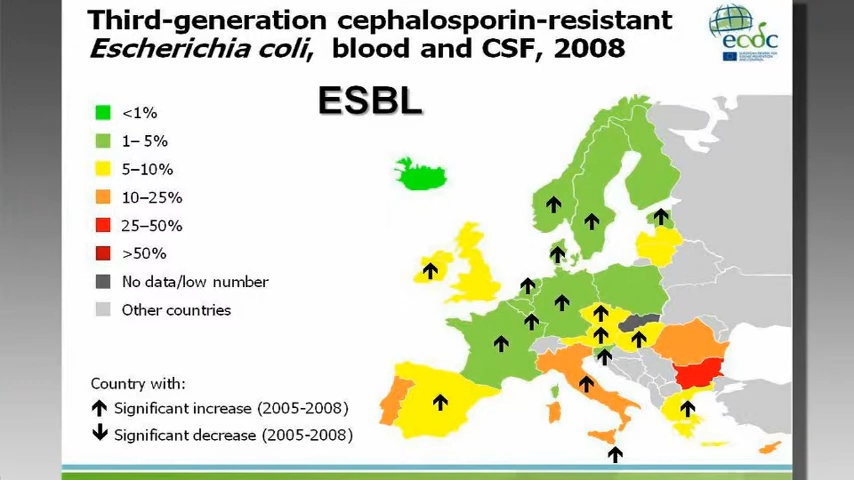 Third-generation cephalosporin-resistant
Escherichia coli, blood and CSF, 2008
ecdc
ESBL
<1%
1– 5%
5–10%
10–25%
25–50%
>50%
No data/low number
Other countries
Country with:
Significant increase (2005-2008)
Significant decrease (2005-2008)